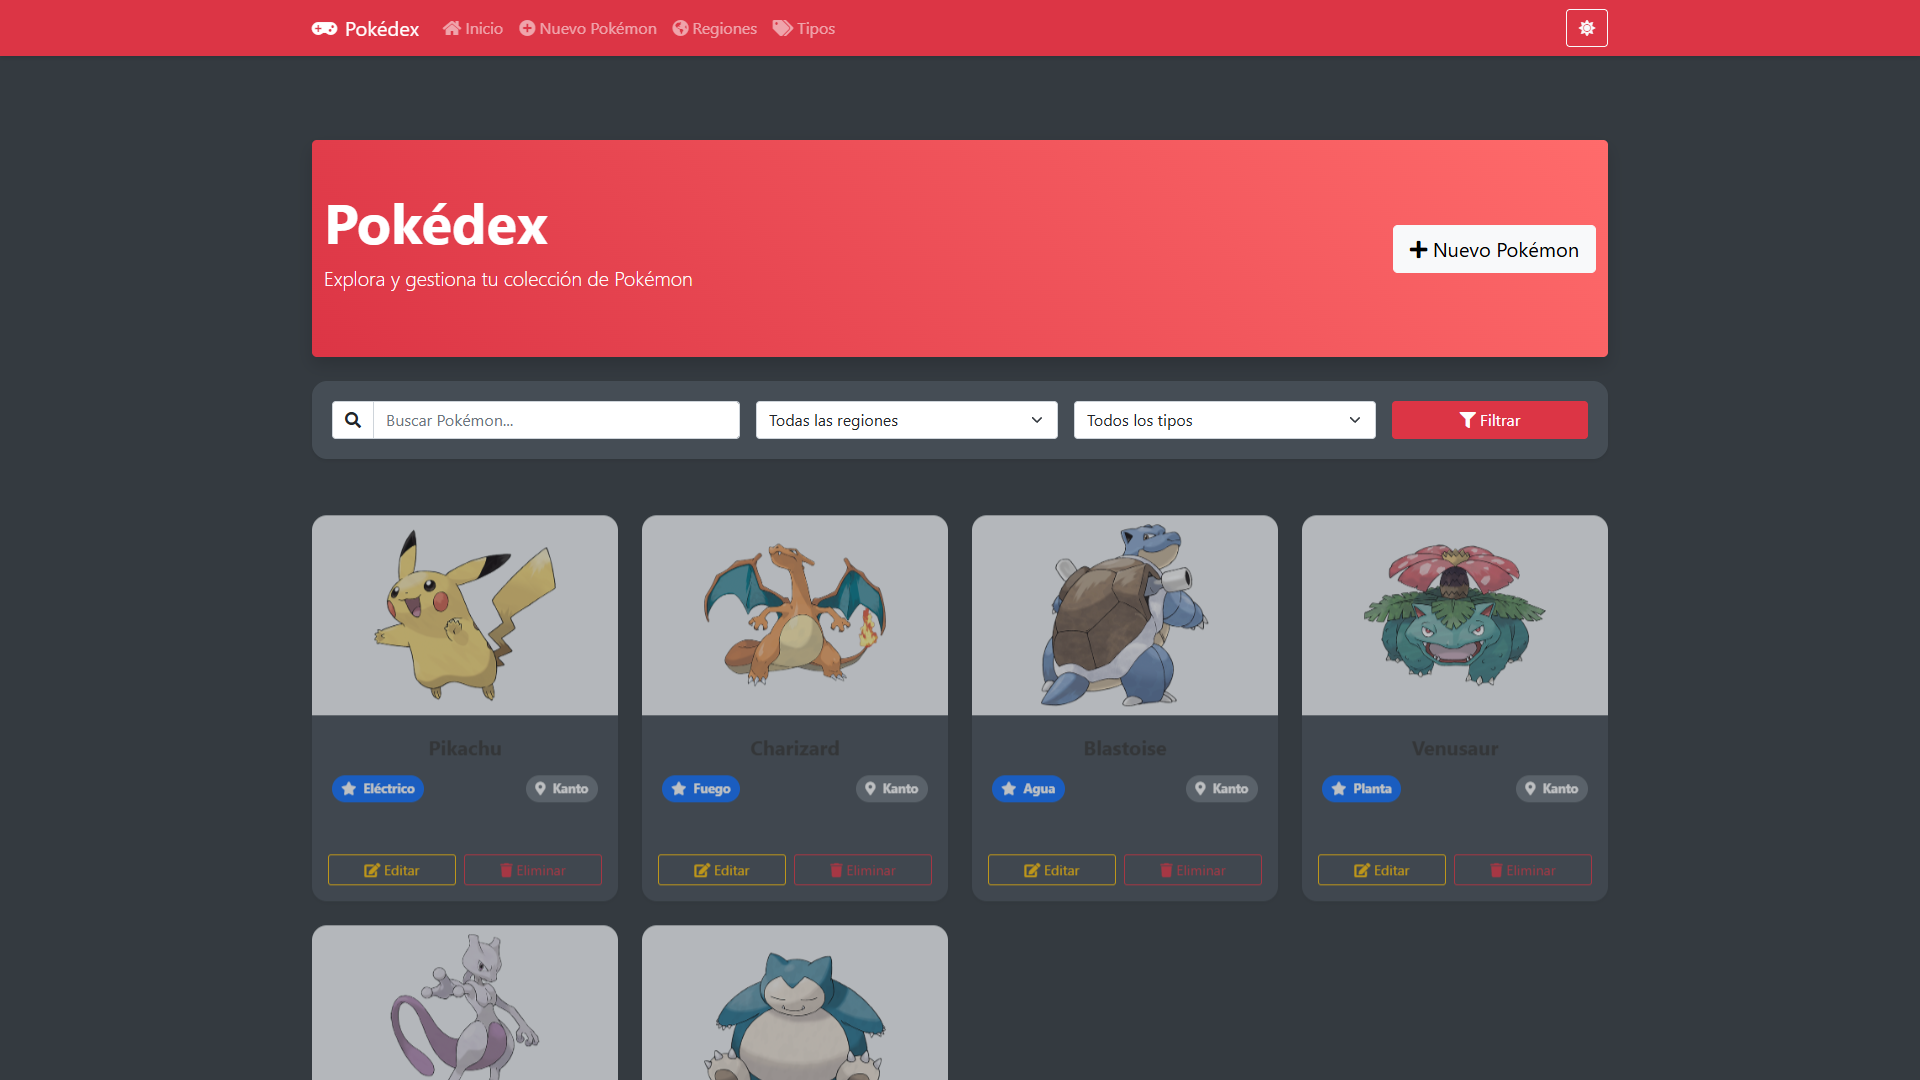 Pokédex Inicio Nuevo Pokémon Regiones Tipos
Pokédex
Explora y gestiona tu colección de Pokémon
Nuevo Pokémon
Buscar Pokémon... Todas las regiones Todos los tipos Filtrar
Pikachu
Eléctrico Kanto
Editar Eliminar
Charizard
Fuego Kanto
Editar Eliminar
Blastoise
Agua Kanto
Editar Eliminar
Venusaur
Planta Kanto
Editar Eliminar